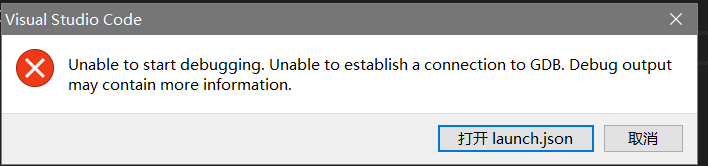 Visual Studio Code
Unable to start debugging. Unable to establish a connection to GDB. Debug output
may contain more information.
打开 launch.json
取消